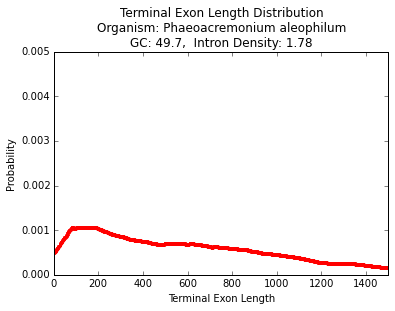 Terminal Exon Length Distribution
Organism: Phaeoacremonium aleophilum
GC: 49.7,  Intron Density: 1.78
0.005
0.004
0.003
0.002
0.001
0.000
Probability
0 200 400 600 800 1000 1200 1400
Terminal Exon Length